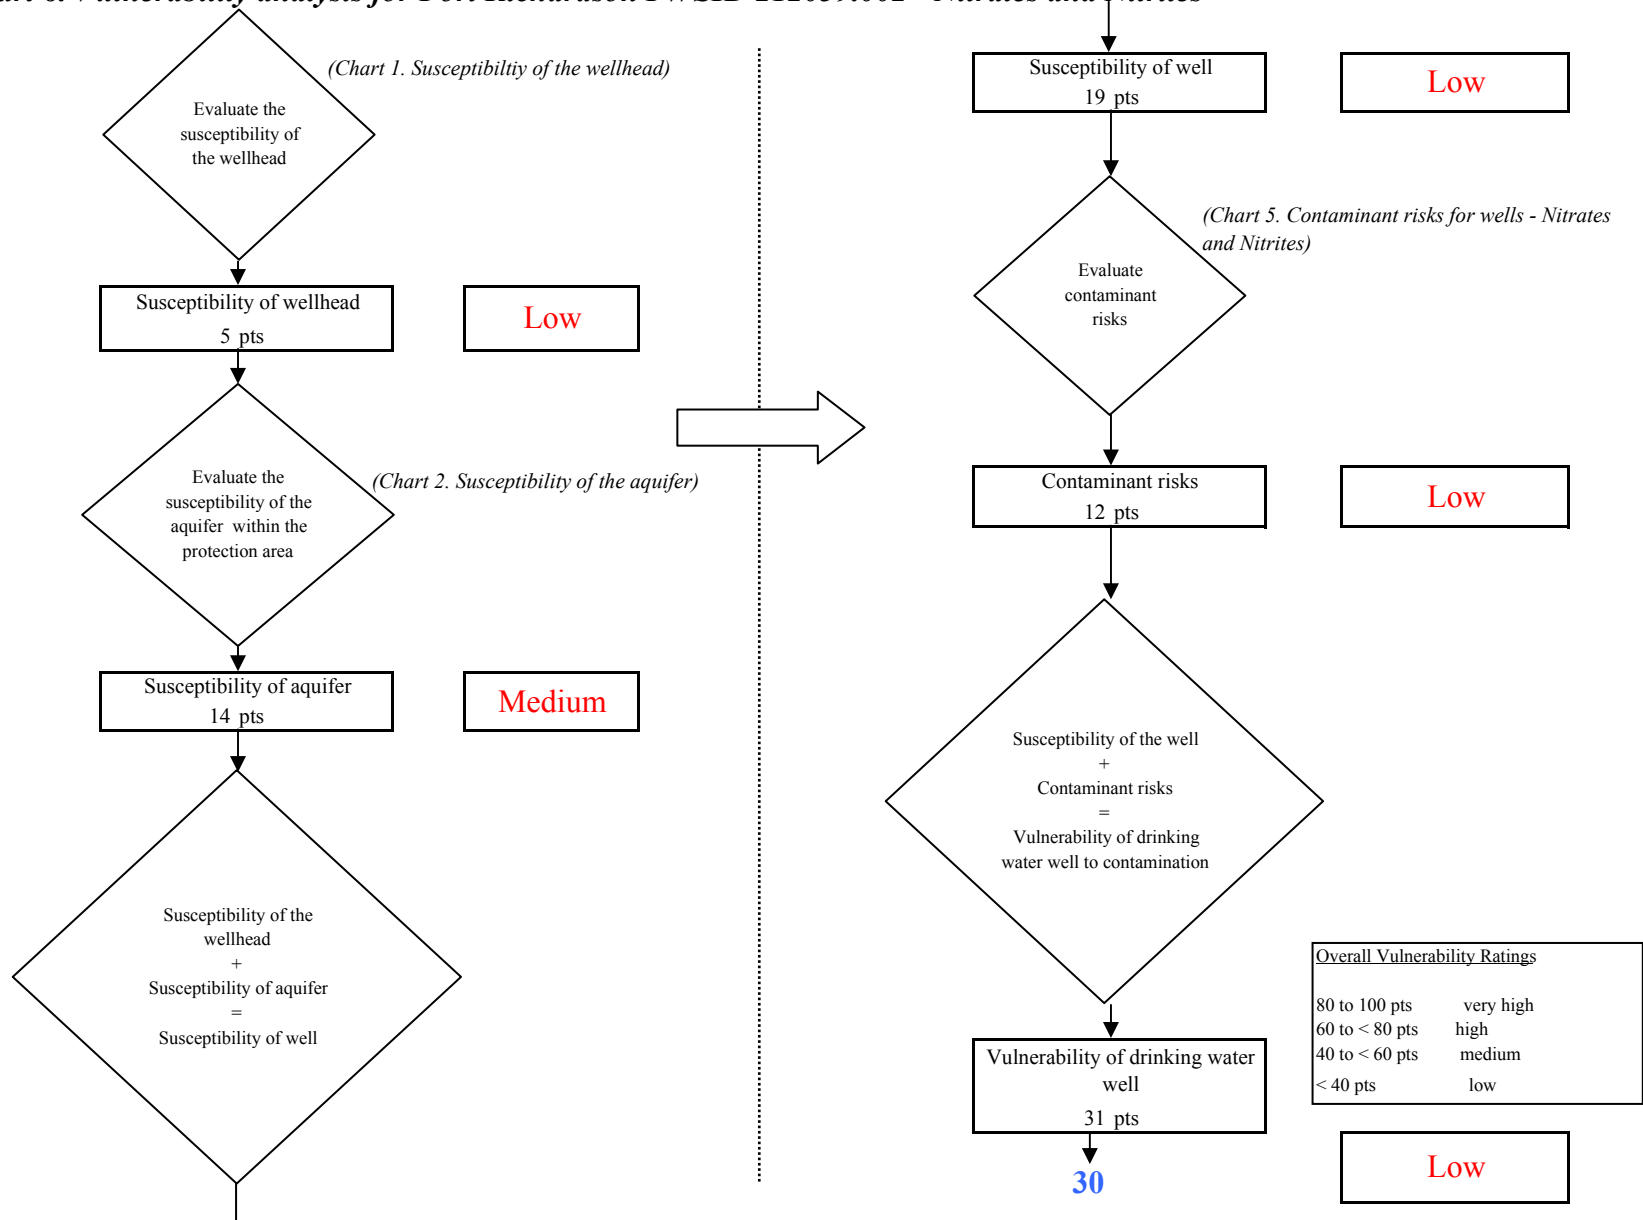 Evaluate the
susceptibility of
the wellhead
(Chart 1. Susceptibiltiy of the wellhead)
Susceptibility of wellhead
5 pts
Low
Evaluate the
susceptibility of the
aquifer within the
protection area
(Chart 2. Susceptibility of the aquifer)
Susceptibility of aquifer
14 pts
Medium
Susceptibility of the
wellhead
+
Susceptibility of aquifer
=
Susceptibility of well
Susceptibility of well
19 pts
Low
(Chart 5. Contaminant risks for wells - Nitrates
and Nitrites)
Evaluate
contaminant
risks
Contaminant risks
12 pts
Low
Susceptibility of the well
+
Contaminant risks
=
Vulnerability of drinking
water well to contamination
Overall Vulnerability Ratings
80 to 100 pts very high
60 to < 80 pts high
40 to < 60 pts medium
< 40 pts low
Vulnerability of drinking water
well
31 pts
30
Low